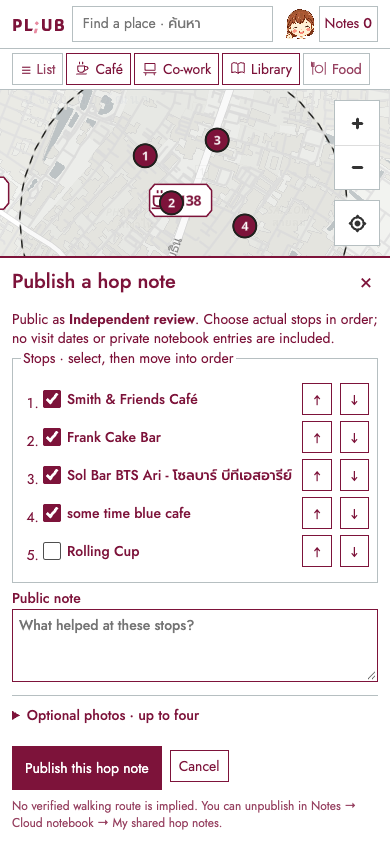 PL;UB
Find a place · ค้นหา
Notes 0
List
Café
Co-work
Library
Food
1
3
2
38
4
+
−
Publish a hop note
×
Public as Independent review. Choose actual stops in order;
no visit dates or private notebook entries are included.
Stops · select, then move into order
1. Smith & Friends Café ↑ ↓
2. Frank Cake Bar ↑ ↓
3. Sol Bar BTS Ari - โซลบาร์ บีทีเอสอารีย์ ↑ ↓
4. some time blue cafe ↑ ↓
5. Rolling Cup ↑ ↓
Public note
What helped at these stops?
Optional photos · up to four
Publish this hop note
Cancel
No verified walking route is implied. You can unpublish in Notes →
Cloud notebook → My shared hop notes.